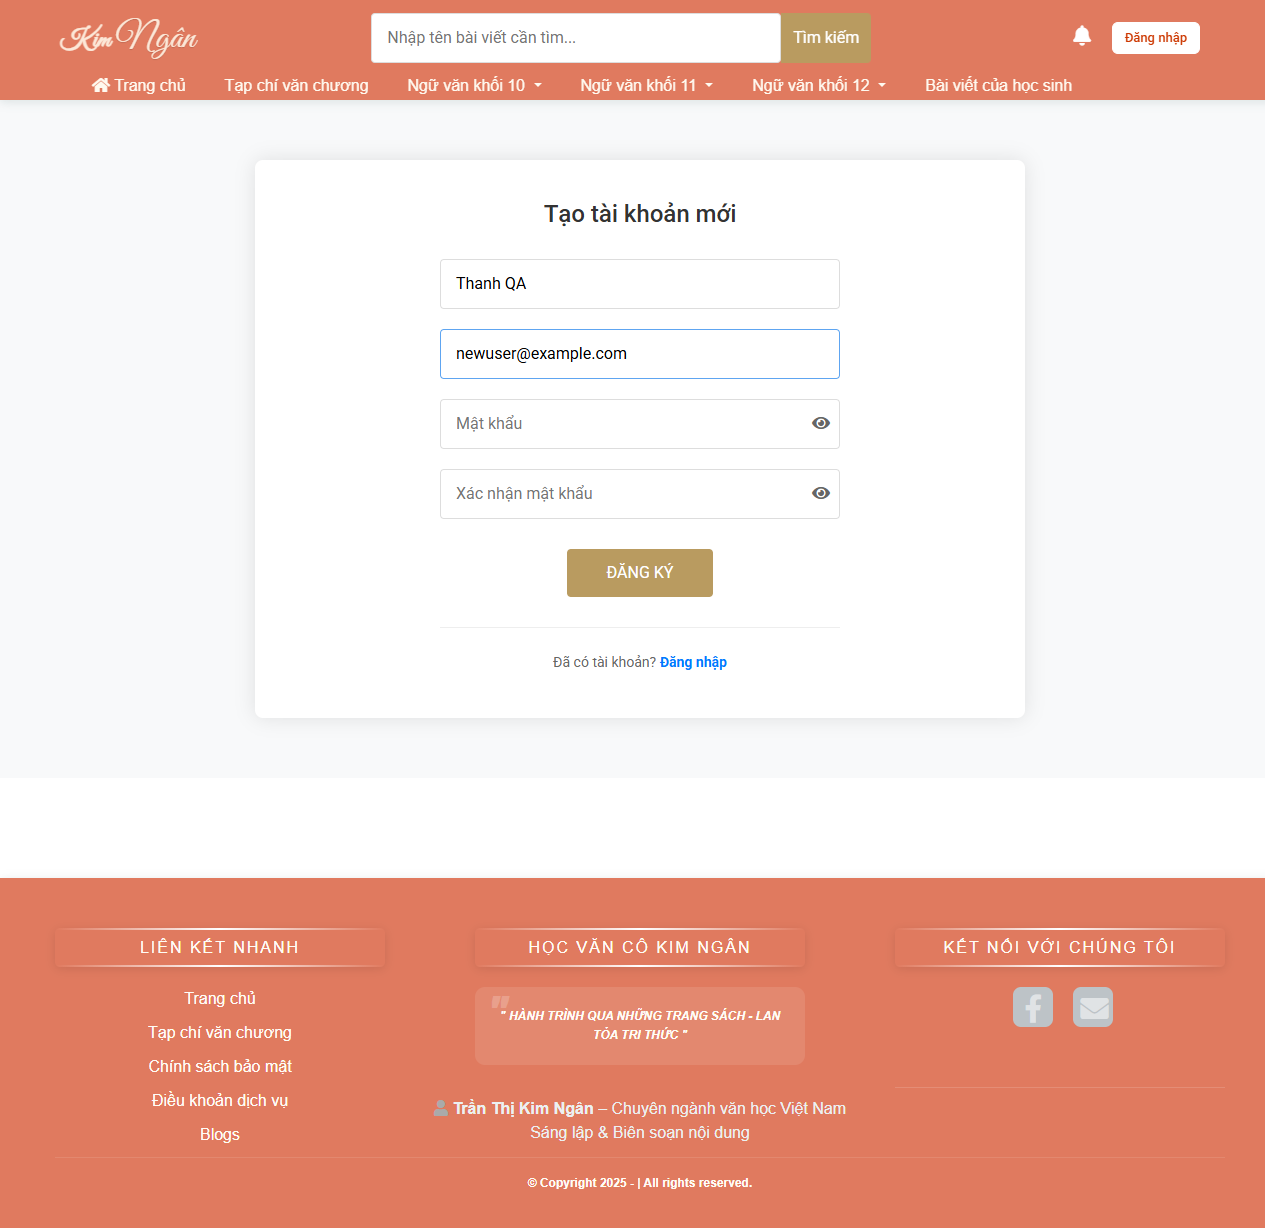 Kim Ngân
Nhập tên bài viết cần tìm...
Tìm kiếm
Đăng nhập
Trang chủ
Tạp chí văn chương
Ngữ văn khối 10
Ngữ văn khối 11
Ngữ văn khối 12
Bài viết của học sinh
Tạo tài khoản mới
Thanh QA
newuser@example.com
Mật khẩu
Xác nhận mật khẩu
ĐĂNG KÝ
Đã có tài khoản? Đăng nhập
LIÊN KẾT NHANH
Trang chủ
Tạp chí văn chương
Chính sách bảo mật
Điều khoản dịch vụ
Blogs
HỌC VĂN CÔ KIM NGÂN
" HÀNH TRÌNH QUA NHỮNG TRANG SÁCH - LAN
TỎA TRI THỨC "
Trần Thị Kim Ngân – Chuyên ngành văn học Việt Nam
Sáng lập & Biên soạn nội dung
KẾT NỐI VỚI CHÚNG TÔI
© Copyright 2025 - | All rights reserved.